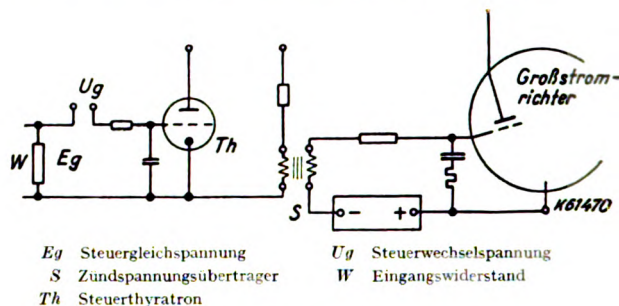 Ug
W
Eg
Th
S
- +
Großstrom-
richter
K61470
Eg Steuergleichspannung
S Zündspannungsübertrager
Th Steuerthyratron
Ug Steuerwechselspannung
W Eingangswiderstand